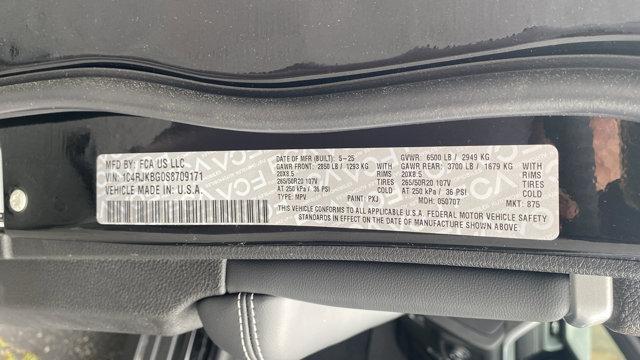 MFD BY: FCA US LLC
VIN: 1C4RJKBG0S8709171
VEHICLE MADE IN U.S.A.
DATE OF MFR (BUILT): 5-25 GVWR: 6500 LB / 2949 KG
GAWR FRONT: 2850 LB / 1293 KG WITH GAWR REAR: 3700 LB / 1679 KG WITH
20X8.5 RIMS 20X8.5 RIMS
265/50R20 107V TIRES 265/50R20 107V TIRES
AT 250 kPa / 36 PSI COLD AT 250 kPa / 36 PSI COLD
TYPE: MPV PAINT: PXJ MDH: 050707 MKT: 875
THIS VEHICLE CONFORMS TO ALL APPLICABLE U.S.A. FEDERAL MOTOR VEHICLE SAFETY
STANDARDS IN EFFECT ON THE DATE OF MANUFACTURE SHOWN ABOVE.